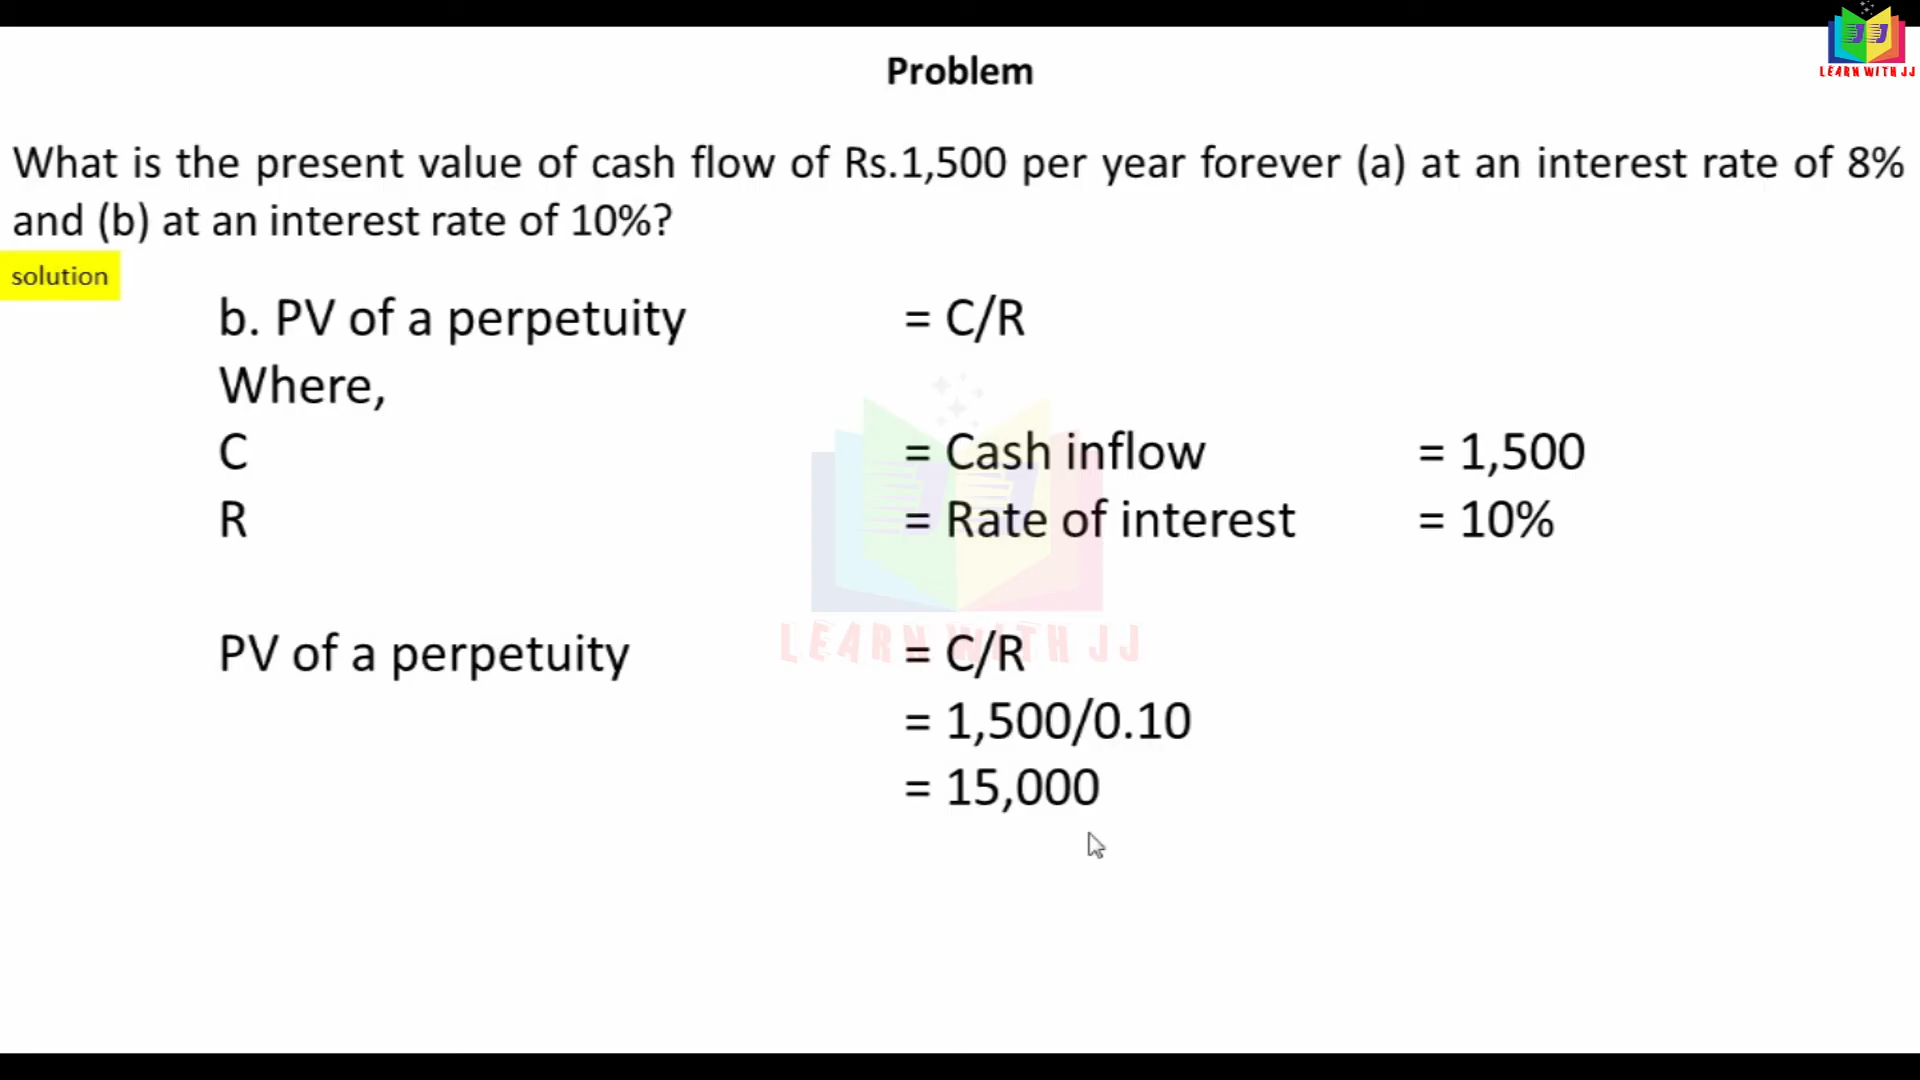 LEARN WITH JJ
Problem
What is the present value of cash flow of Rs.1,500 per year forever (a) at an interest rate of 8%
and (b) at an interest rate of 10%?
solution
b. PV of a perpetuity = C/R
Where,
C = Cash inflow = 1,500
R = Rate of interest = 10%
LEARN WITH JJ
PV of a perpetuity = C/R
= 1,500/0.10
= 15,000